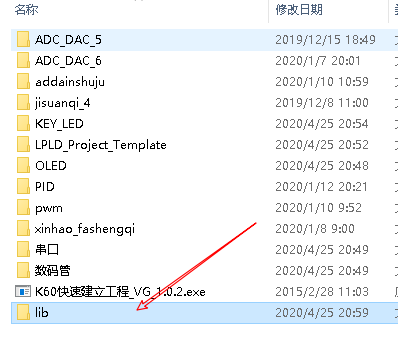 名称 修改日期
ADC_DAC_5 2019/12/15 18:49
ADC_DAC_6 2020/1/7 20:01
addainshuju 2020/1/10 10:59
jisuanqi_4 2019/12/8 11:00
KEY_LED 2020/4/25 20:54
LPLD_Project_Template 2020/4/25 20:52
OLED 2020/4/25 20:48
PID 2020/1/12 20:21
pwm 2020/1/10 9:52
xinhao_fashengqi 2020/1/8 9:00
串口 2020/4/25 20:49
数码管 2020/4/25 20:49
K60快速建立工程_VG_1.0.2.exe 2015/2/28 11:03
lib 2020/4/25 20:59